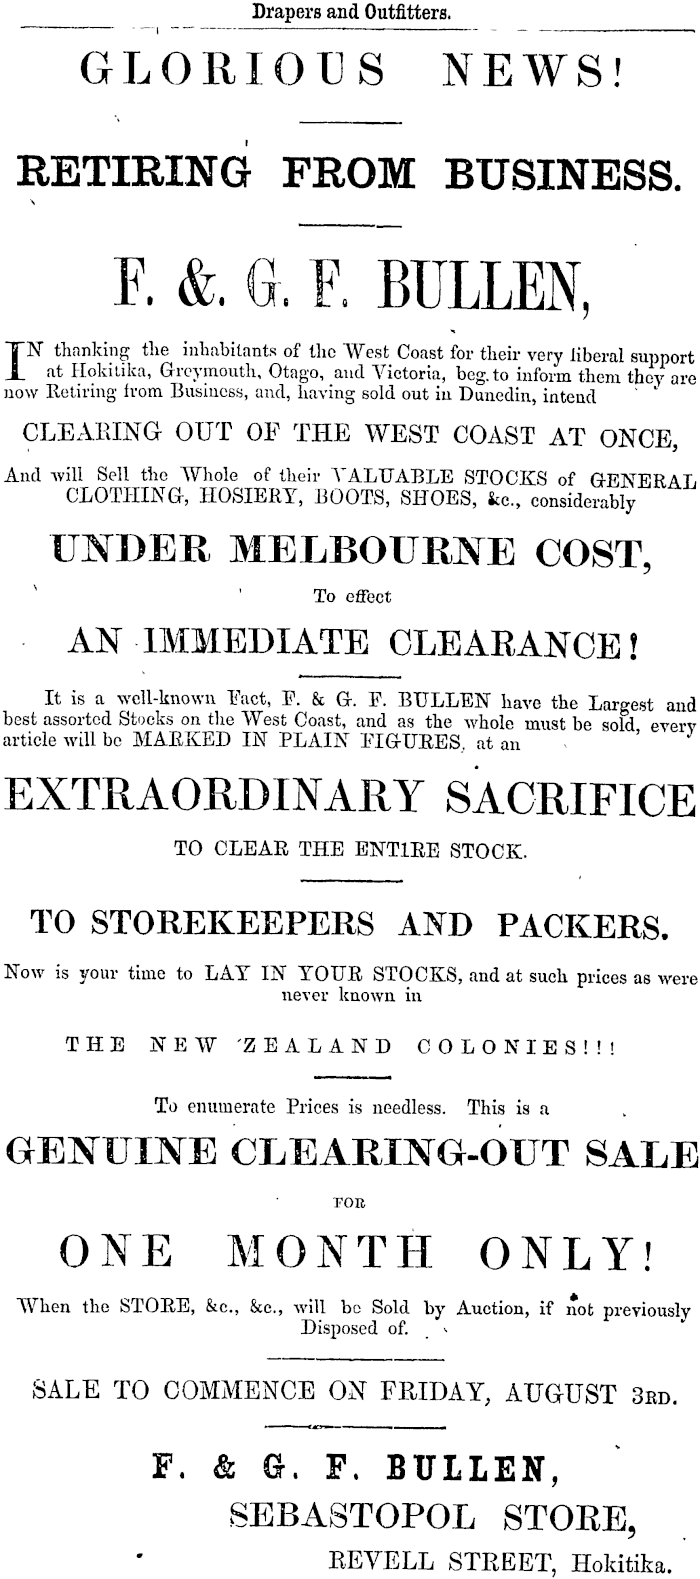 Drapers and Outfitters.
GLORIOUS NEWS!
RETIRING FROM BUSINESS.
F. & G. F. BULLEN,
IN thanking the inhabitants of the West Coast for their very liberal support
at Hokitika, Greymouth, Otago, and Victoria, beg to inform them they are
now Retiring from Business, and, having sold out in Dunedin, intend
CLEARING OUT OF THE WEST COAST AT ONCE,
And will Sell the Whole of their VALUABLE STOCKS of GENERAL
CLOTHING, HOSIERY, BOOTS, SHOES, &c., considerably
UNDER MELBOURNE COST,
To effect
AN IMMEDIATE CLEARANCE!
It is a well-known Fact, F. & G. F. BULLEN have the Largest and
best assorted Stocks on the West Coast, and as the whole must be sold, every
article will be MARKED IN PLAIN FIGURES, at an
EXTRAORDINARY SACRIFICE
TO CLEAR THE ENTIRE STOCK.
TO STOREKEEPERS AND PACKERS.
Now is your time to LAY IN YOUR STOCKS, and at such prices as were
never known in
THE NEW ZEALAND COLONIES!!!
To enumerate Prices is needless. This is a
GENUINE CLEARING-OUT SALE
FOR
ONE MONTH ONLY!
When the STORE, &c., &c., will be Sold by Auction, if not previously
Disposed of.
SALE TO COMMENCE ON FRIDAY, AUGUST 3RD.
F. & G. F. BULLEN,
SEBASTOPOL STORE,
REVELL STREET, Hokitika.